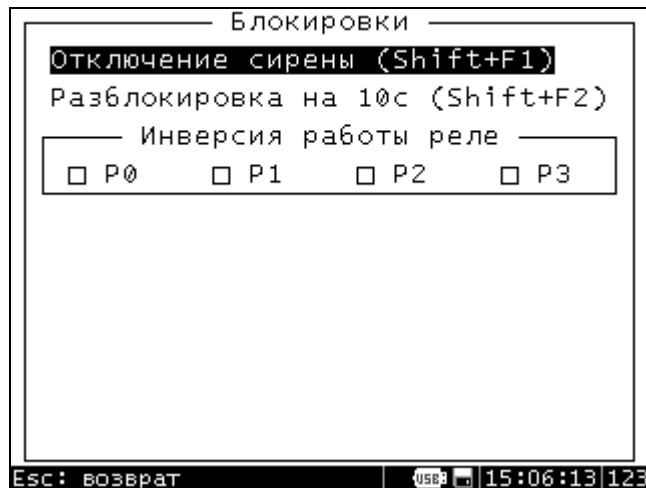 Блокировки
Отключение сирены (Shift+F1)
Разблокировка на 10с (Shift+F2)
Инверсия работы реле
P0 P1 P2 P3
Esc: возврат USB 15:06:13 123